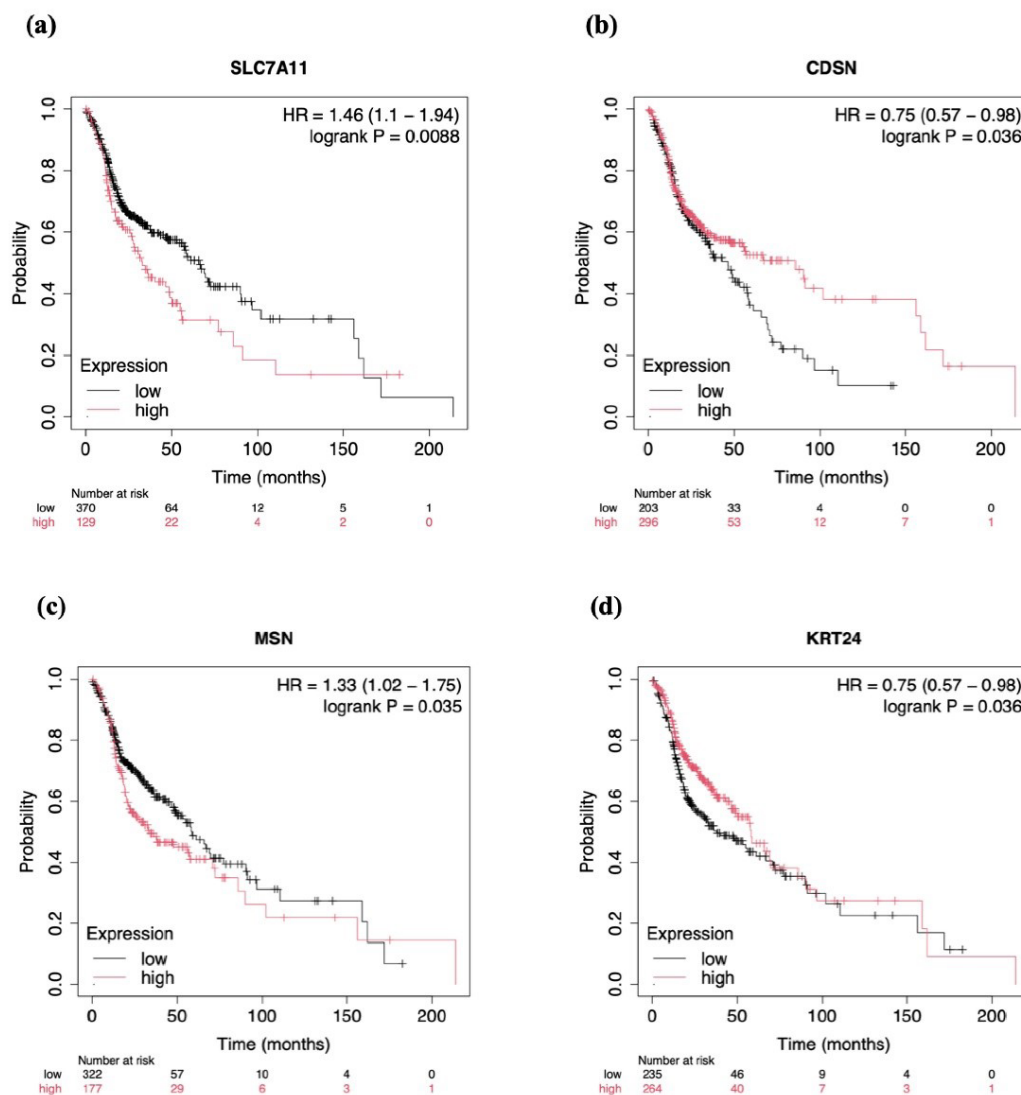 (a)
SLC7A11
HR = 1.46 (1.1 − 1.94)
logrank P = 0.0088
Probability
1.0
0.8
0.6
0.4
0.2
0.0
Expression
low
high
0 50 100 150 200
Time (months)
Number at risk
low 370 64 12 5 1
high 129 22 4 2 0
(b)
CDSN
HR = 0.75 (0.57 − 0.98)
logrank P = 0.036
Probability
1.0
0.8
0.6
0.4
0.2
0.0
Expression
low
high
0 50 100 150 200
Time (months)
Number at risk
low 203 33 4 0 0
high 296 53 12 7 1
(c)
MSN
HR = 1.33 (1.02 − 1.75)
logrank P = 0.035
Probability
1.0
0.8
0.6
0.4
0.2
0.0
Expression
low
high
0 50 100 150 200
Time (months)
Number at risk
low 322 57 10 4 0
high 177 29 6 3 1
(d)
KRT24
HR = 0.75 (0.57 − 0.98)
logrank P = 0.036
Probability
1.0
0.8
0.6
0.4
0.2
0.0
Expression
low
high
0 50 100 150 200
Time (months)
Number at risk
low 235 46 9 4 0
high 264 40 7 3 1